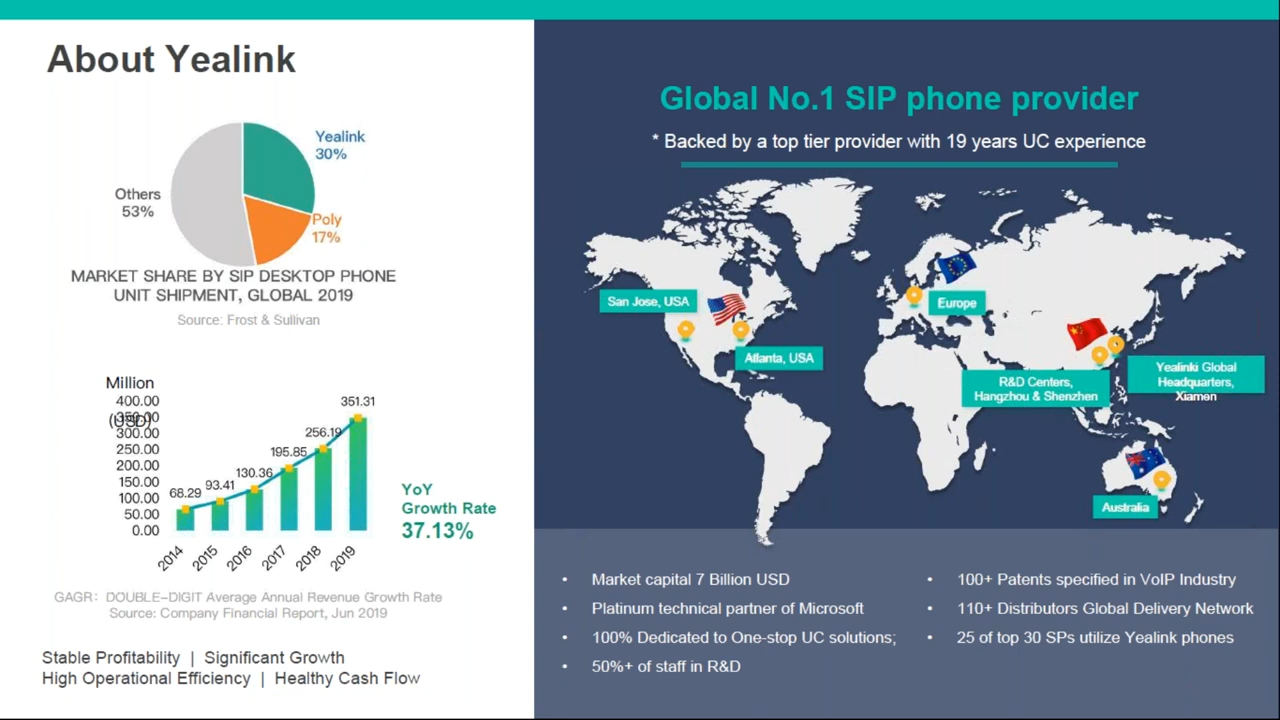 About Yealink
Yealink
30%
Others
53%
Poly
17%
MARKET SHARE BY SIP DESKTOP PHONE
UNIT SHIPMENT, GLOBAL 2019
Source: Frost & Sullivan
Million
(USD)
400.00
350.00
300.00
250.00
200.00
150.00
100.00
50.00
0.00
68.29
93.41
130.36
195.85
256.19
351.31
2014
2015
2016
2017
2018
2019
YoY
Growth Rate
37.13%
GAGR: DOUBLE-DIGIT Average Annual Revenue Growth Rate
Source: Company Financial Report, Jun 2019
Stable Profitability | Significant Growth
High Operational Efficiency | Healthy Cash Flow
Global No.1 SIP phone provider
* Backed by a top tier provider with 19 years UC experience
San Jose, USA
Atlanta, USA
Europe
R&D Centers,
Hangzhou & Shenzhen
Yealinki Global
Headquarters,
Xiamen
Australia
• Market capital 7 Billion USD
• Platinum technical partner of Microsoft
• 100% Dedicated to One-stop UC solutions;
• 50%+ of staff in R&D
• 100+ Patents specified in VoIP Industry
• 110+ Distributors Global Delivery Network
• 25 of top 30 SPs utilize Yealink phones